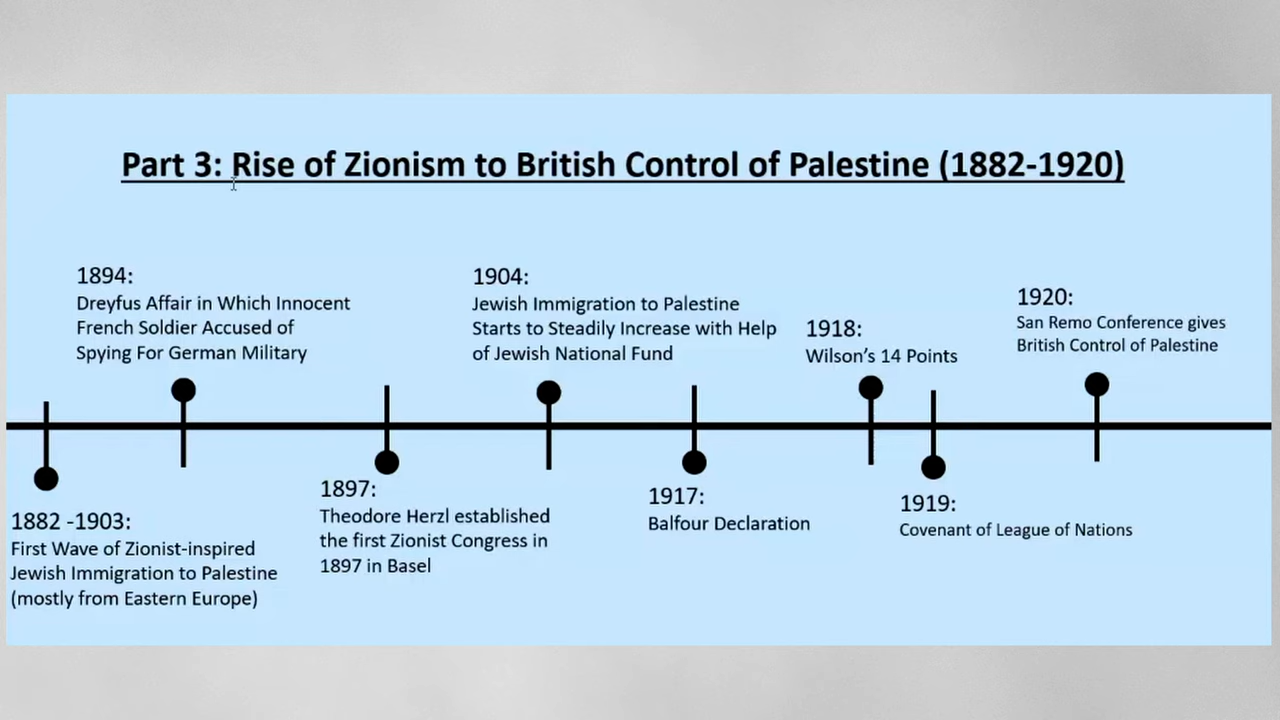 Part 3: Rise of Zionism to British Control of Palestine (1882-1920)
1894:
Dreyfus Affair in Which Innocent
French Soldier Accused of
Spying For German Military
1904:
Jewish Immigration to Palestine
Starts to Steadily Increase with Help
of Jewish National Fund
1918:
Wilson’s 14 Points
1920:
San Remo Conference gives
British Control of Palestine
1882 -1903:
First Wave of Zionist-inspired
Jewish Immigration to Palestine
(mostly from Eastern Europe)
1897:
Theodore Herzl established
the first Zionist Congress in
1897 in Basel
1917:
Balfour Declaration
1919:
Covenant of League of Nations